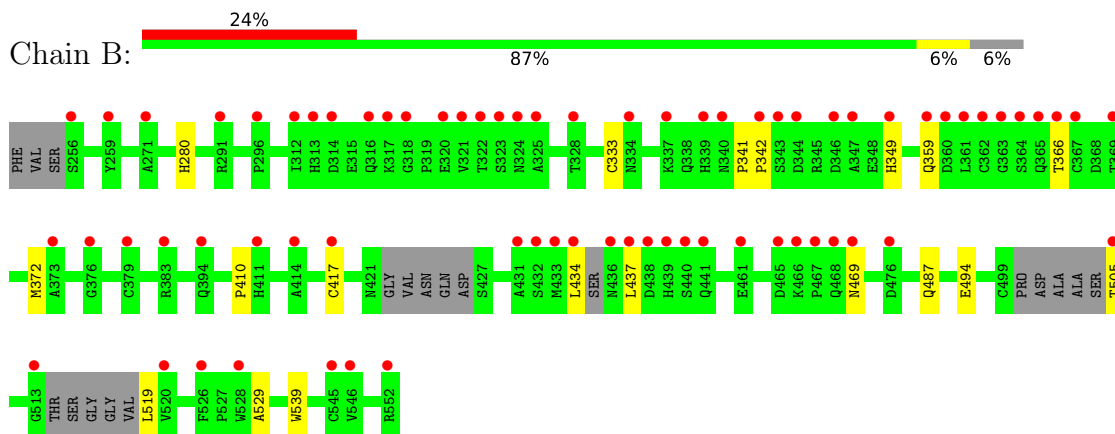 24%
Chain B:
87% 6% 6%
PHE VAL SER S256 Y259 A271 H280 R291 P296 I312 H313 D314 E315 Q316 K317 G318 P319 E320 V321 T322 S323 N324 A325 T328 C333 N334 K337 Q338 H339 N340 P341 P342 S343 D344 R345 D346 A347 E348 H349 Q359 D360 L361 C362 G363 S364 Q365 T366 C367 D368 T369
M372 A373 G376 C379 R383 Q394 P410 H411 A414 C417 N421 GLY VAL ASN GLN ASP S427 A431 S432 M433 L434 SER N436 L437 D438 H439 S440 Q441 E461 D465 K466 P467 Q468 N469 D476 Q487 E494 C499 PRO ASP ALA ALA SER T505
G513 THR SER GLY GLY VAL L519 V520 F526 P527 W528 A529 W539 C545 V546 R552